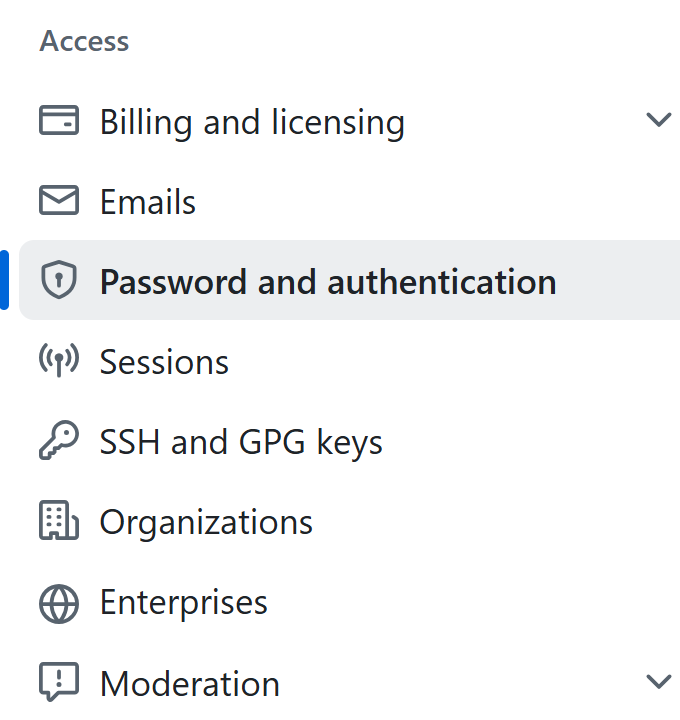 Access
Billing and licensing
Emails
Password and authentication
Sessions
SSH and GPG keys
Organizations
Enterprises
Moderation